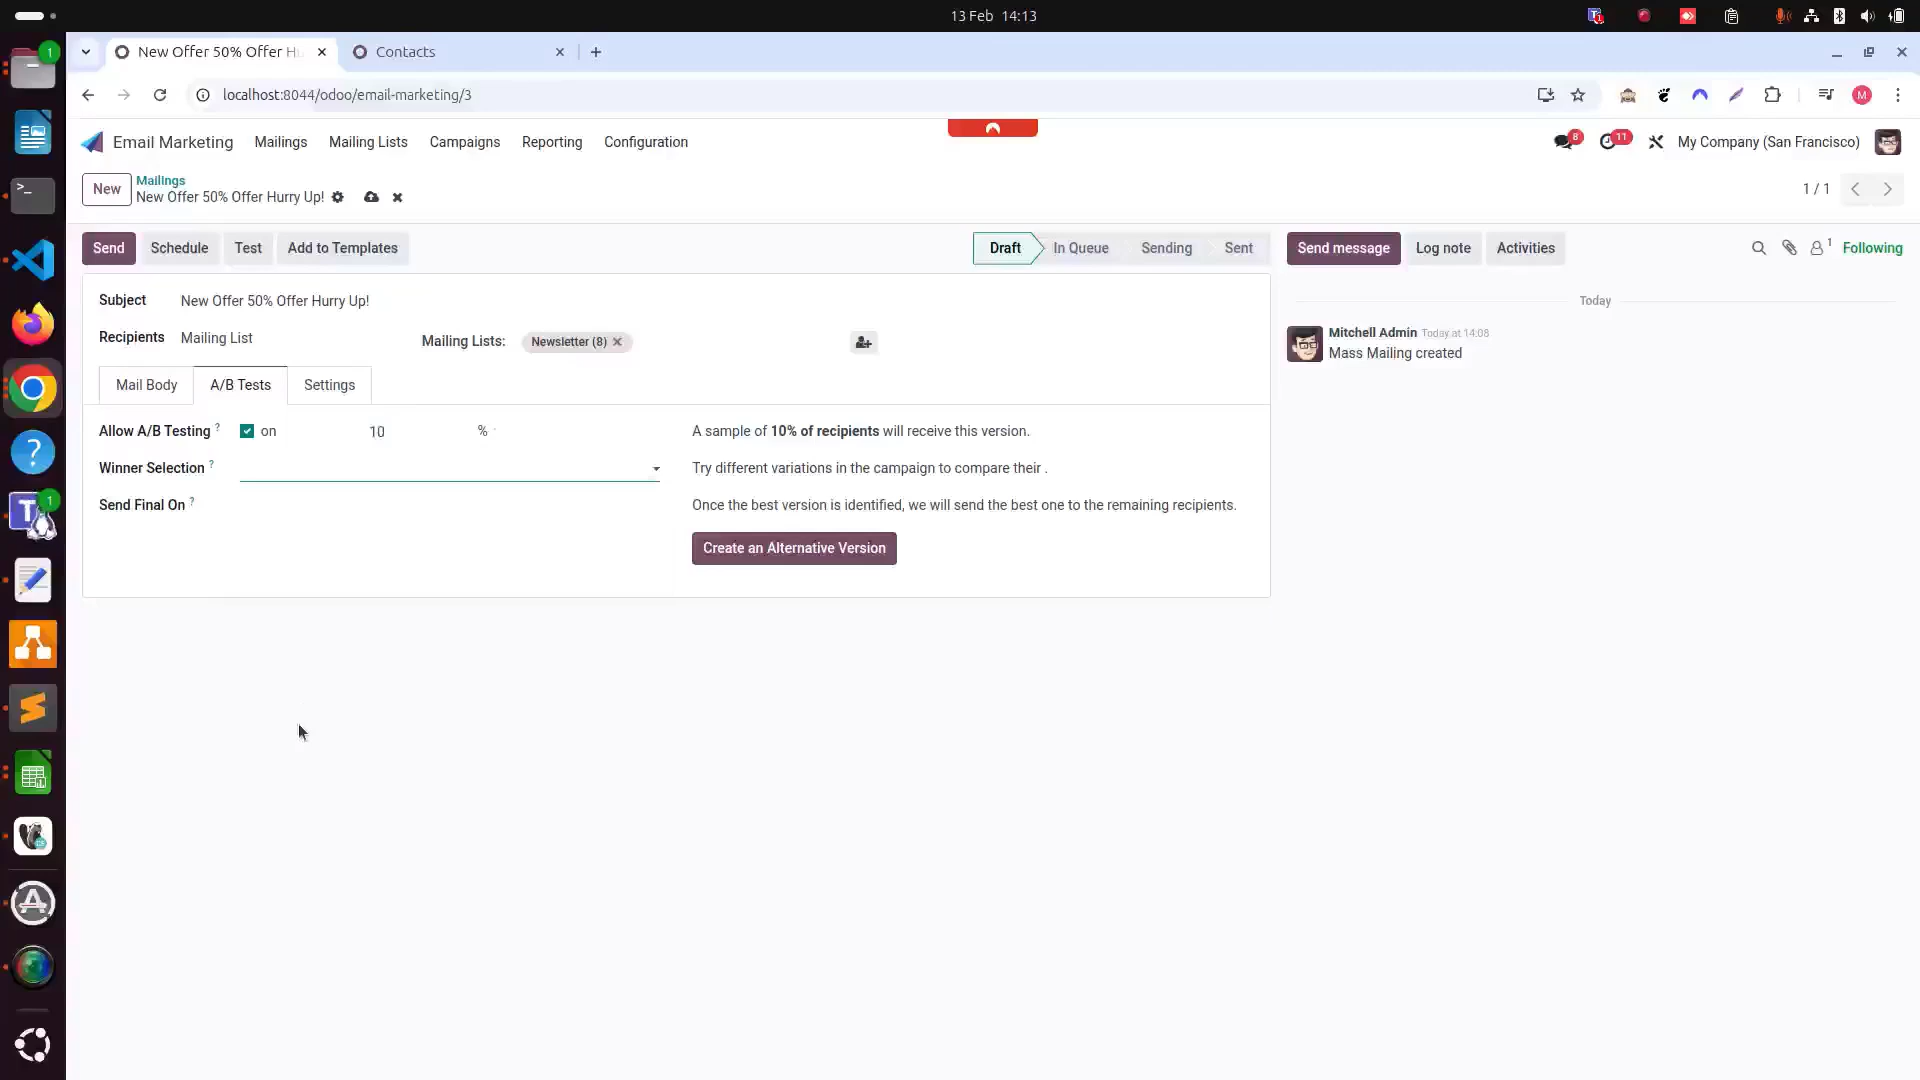 13 Feb 14:13
1
New Offer 50% Offer Hu
Contacts
localhost:8044/odoo/email-marketing/3
M
Email Marketing
Mailings
Mailing Lists
Campaigns
Reporting
Configuration
8
11
My Company (San Francisco)
New
Mailings
New Offer 50% Offer Hurry Up!
1 / 1
Send
Schedule
Test
Add to Templates
Draft
In Queue
Sending
Sent
Send message
Log note
Activities
1
Following
Subject
New Offer 50% Offer Hurry Up!
Recipients
Mailing List
Mailing Lists:
Newsletter (8)
Today
Mitchell Admin Today at 14:08
Mass Mailing created
Mail Body
A/B Tests
Settings
Allow A/B Testing ?
on
10
%
A sample of 10% of recipients will receive this version.
Winner Selection ?
Try different variations in the campaign to compare their .
Send Final On ?
Once the best version is identified, we will send the best one to the remaining recipients.
Create an Alternative Version
1